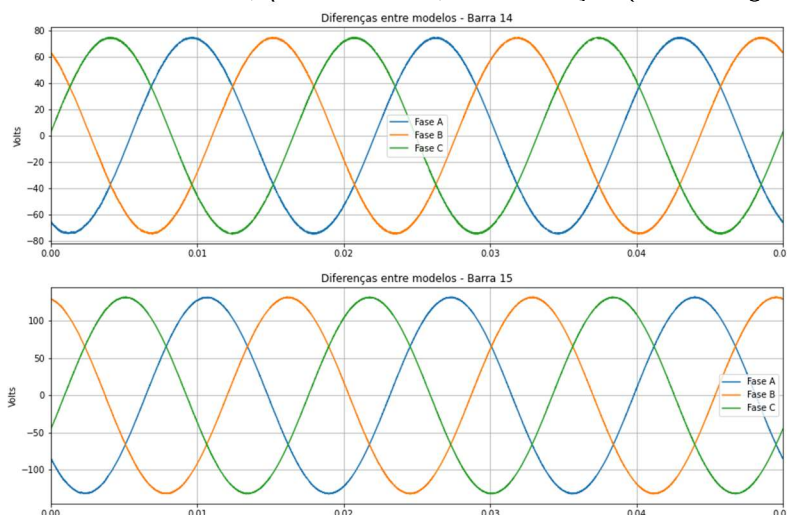 Diferenças entre modelos - Barra 14
80
60
40
20
0
−20
−40
−60
−80
Volts
Fase A
Fase B
Fase C
0.00
0.01
0.02
0.03
0.04
Diferenças entre modelos - Barra 15
100
50
0
−50
−100
Volts
Fase A
Fase B
Fase C
0.00
0.01
0.02
0.03
0.04